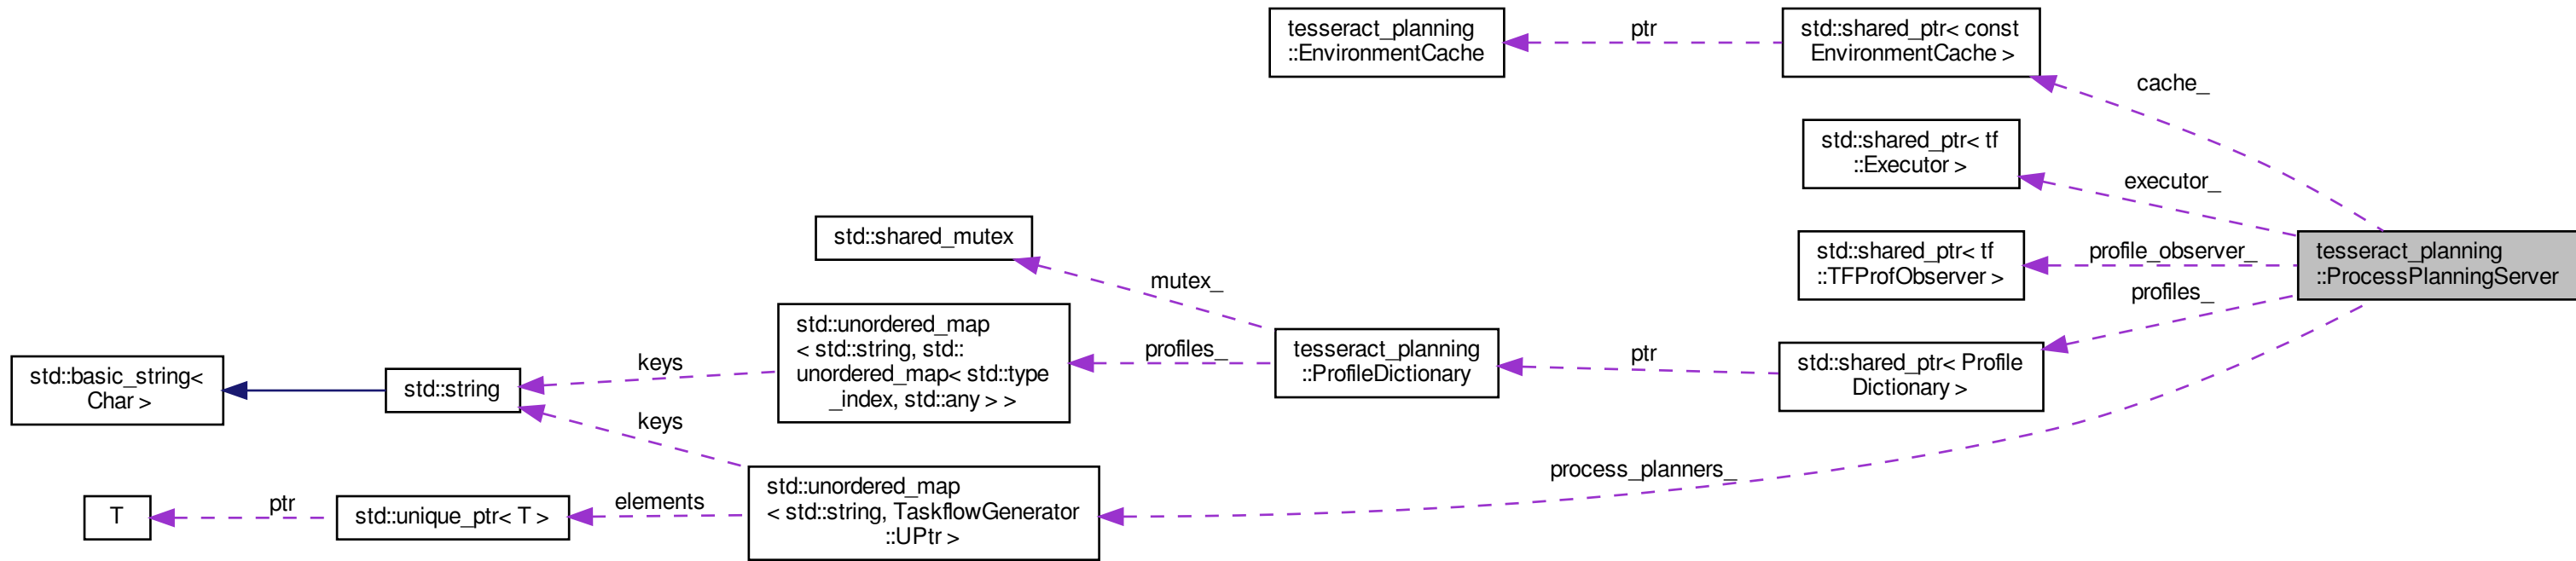 tesseract_planning
::EnvironmentCache
ptr
std::shared_ptr< const
EnvironmentCache >
cache_
std::shared_ptr< tf
::Executor >
executor_
std::shared_mutex
mutex_
std::shared_ptr< tf
::TFProfObserver >
profile_observer_
tesseract_planning
::ProcessPlanningServer
profiles_
std::unordered_map
< std::string, std::
unordered_map< std::type
_index, std::any > >
profiles_
tesseract_planning
::ProfileDictionary
ptr
std::shared_ptr< Profile
Dictionary >
std::basic_string<
Char >
std::string
keys
keys
process_planners_
T
ptr
std::unique_ptr< T >
elements
std::unordered_map
< std::string, TaskflowGenerator
::UPtr >